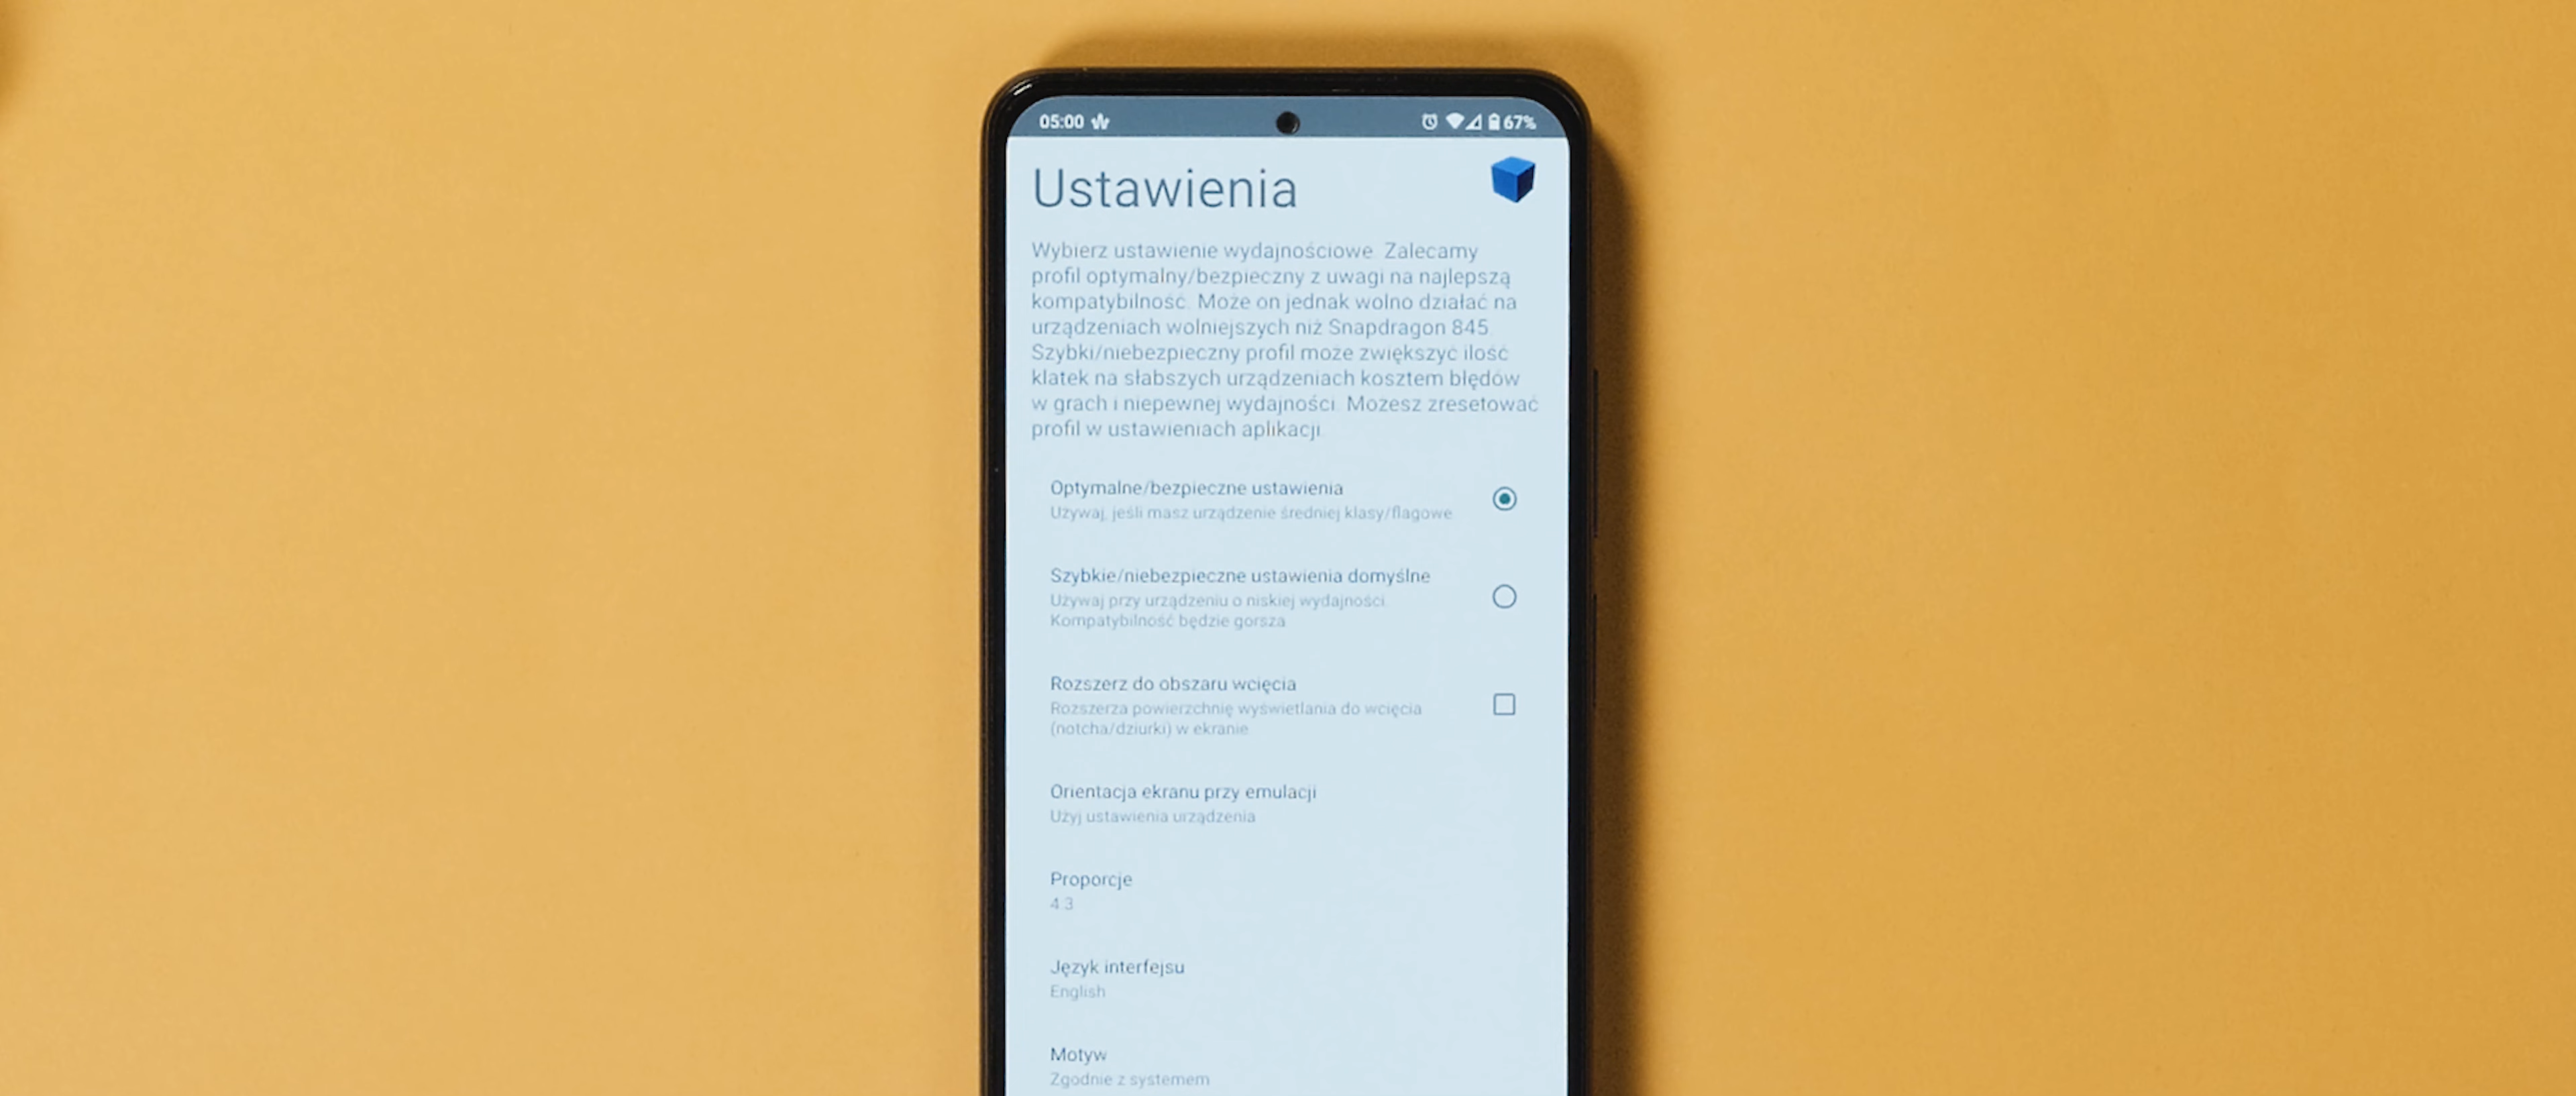 05:00
67%
Ustawienia
Wybierz ustawienie wydajnościowe. Zalecamy
profil optymalny/bezpieczny z uwagi na najlepszą
kompatybilność. Może on jednak wolno działać na
urządzeniach wolniejszych niż Snapdragon 845.
Szybki/niebezpieczny profil może zwiększyć ilość
klatek na słabszych urządzeniach kosztem błędów
w grach i niepewnej wydajności. Możesz zresetować
profil w ustawieniach aplikacji.
Optymalne/bezpieczne ustawienia
Używaj, jeśli masz urządzenie średniej klasy/flagowe.
Szybkie/niebezpieczne ustawienia domyślne
Używaj przy urządzeniu o niskiej wydajności.
Kompatybilność będzie gorsza
Rozszerz do obszaru wcięcia
Rozszerza powierzchnię wyświetlania do wcięcia
(notcha/dziurki) w ekranie
Orientacja ekranu przy emulacji
Użyj ustawienia urządzenia
Proporcje
4:3
Język interfejsu
English
Motyw
Zgodnie z systemem